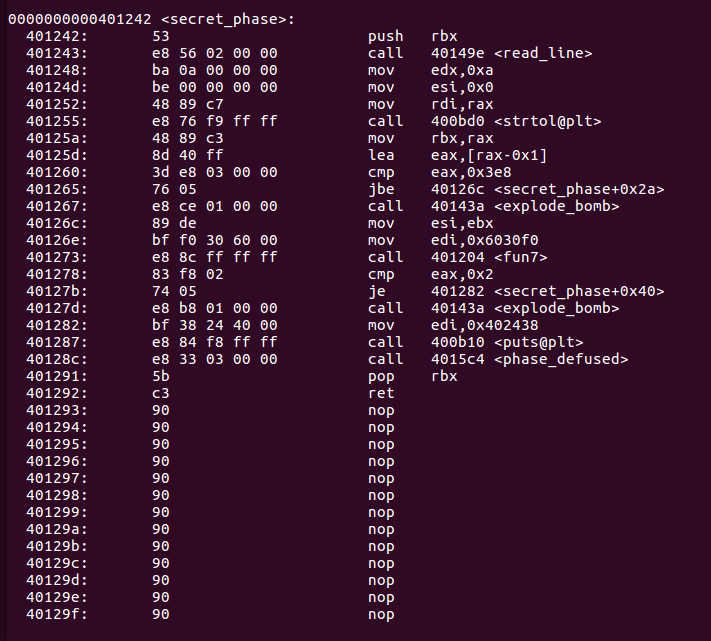 0000000000401242 <secret_phase>:
401242: 53 push rbx
401243: e8 56 02 00 00 call 40149e <read_line>
401248: ba 0a 00 00 00 mov edx,0xa
40124d: be 00 00 00 00 mov esi,0x0
401252: 48 89 c7 mov rdi,rax
401255: e8 76 f9 ff ff call 400bd0 <strtol@plt>
40125a: 48 89 c3 mov rbx,rax
40125d: 8d 40 ff lea eax,[rax-0x1]
401260: 3d e8 03 00 00 cmp eax,0x3e8
401265: 76 05 jbe 40126c <secret_phase+0x2a>
401267: e8 ce 01 00 00 call 40143a <explode_bomb>
40126c: 89 de mov esi,ebx
40126e: bf f0 30 60 00 mov edi,0x6030f0
401273: e8 8c ff ff ff call 401204 <fun7>
401278: 83 f8 02 cmp eax,0x2
40127b: 74 05 je 401282 <secret_phase+0x40>
40127d: e8 b8 01 00 00 call 40143a <explode_bomb>
401282: bf 38 24 40 00 mov edi,0x402438
401287: e8 84 f8 ff ff call 400b10 <puts@plt>
40128c: e8 33 03 00 00 call 4015c4 <phase_defused>
401291: 5b pop rbx
401292: c3 ret
401293: 90 nop
401294: 90 nop
401295: 90 nop
401296: 90 nop
401297: 90 nop
401298: 90 nop
401299: 90 nop
40129a: 90 nop
40129b: 90 nop
40129c: 90 nop
40129d: 90 nop
40129e: 90 nop
40129f: 90 nop